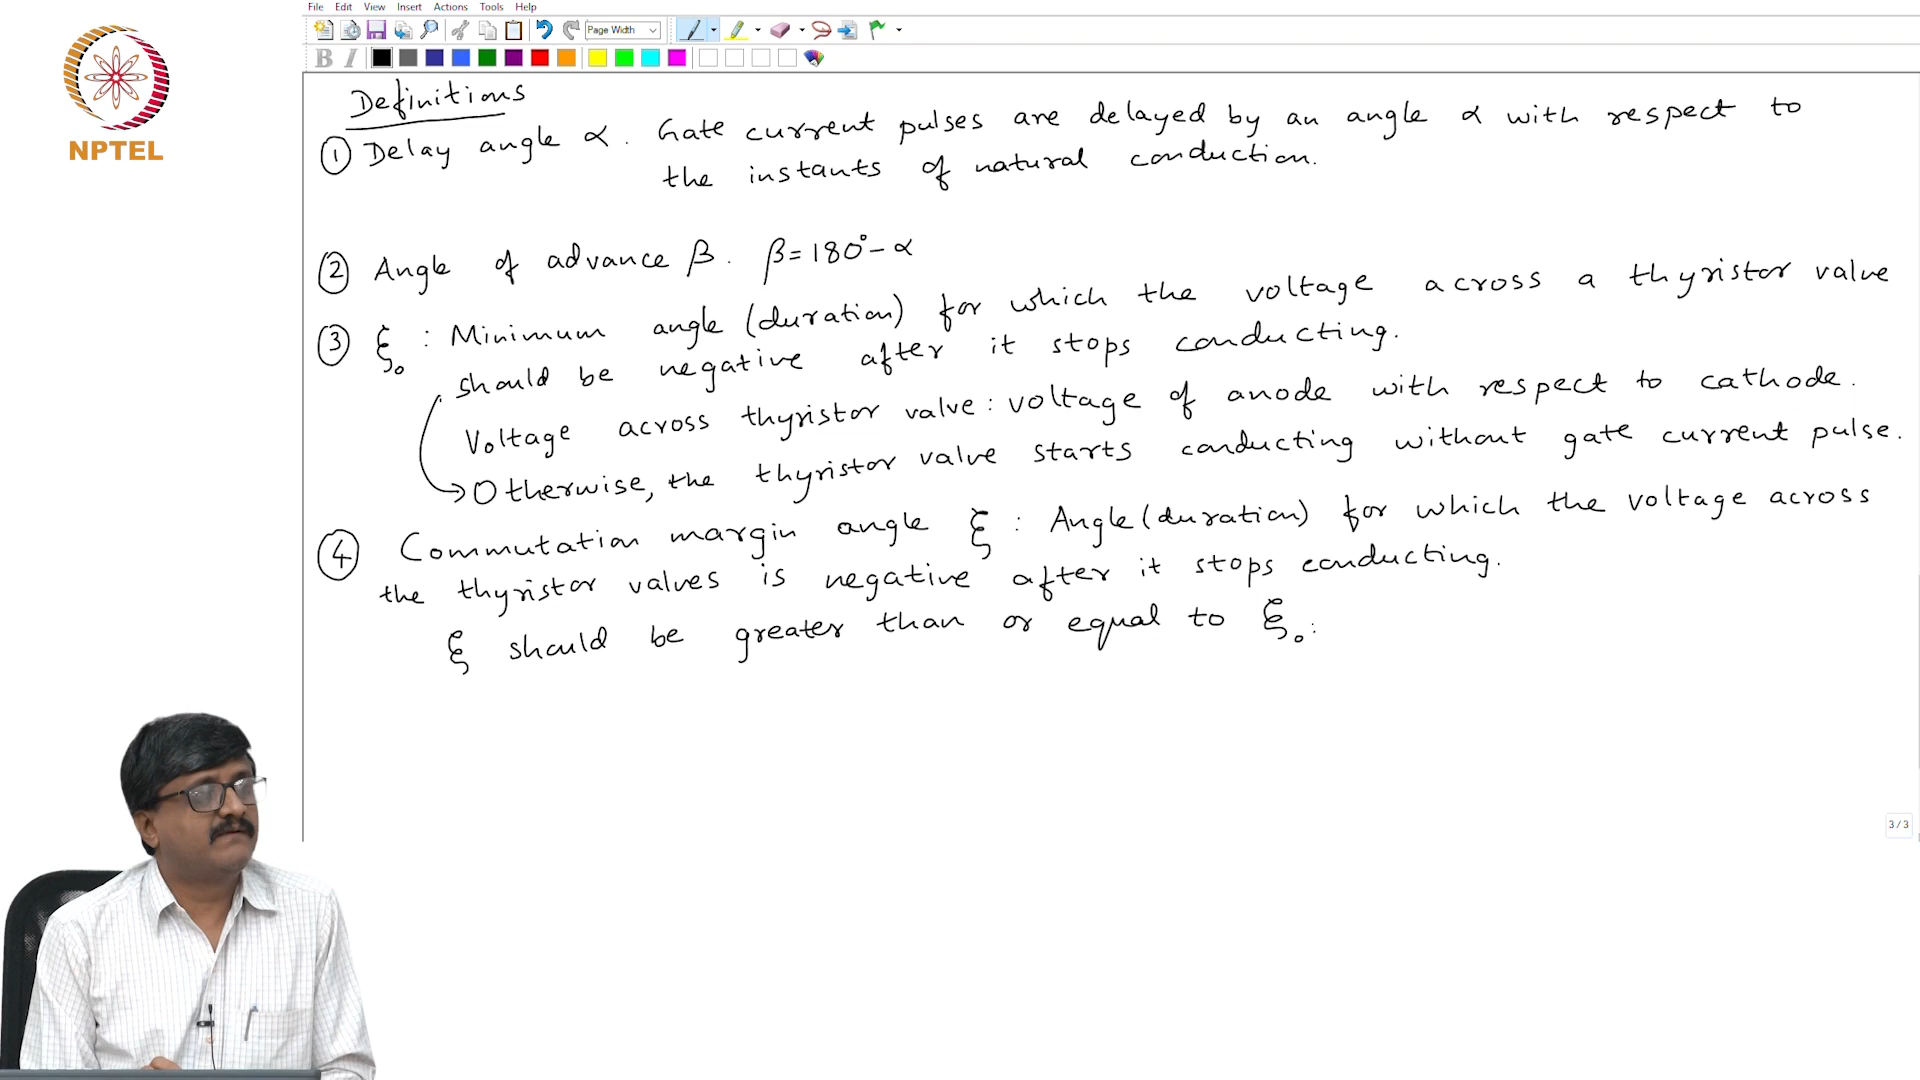 File Edit View Insert Actions Tools Help
Page Width
B I
NPTEL
Definitions
① Delay angle α. Gate current pulses are delayed by an angle α with respect to
the instants of natural conduction.
② Angle of advance β. β=180°-α
③ ξ₀ : Minimum angle (duration) for which the voltage across a thyristor valve
should be negative after it stops conducting.
Voltage across thyristor valve: voltage of anode with respect to cathode.
→ Otherwise, the thyristor valve starts conducting without gate current pulse.
④ Commutation margin angle ξ : Angle (duration) for which the voltage across
the thyristor valves is negative after it stops conducting.
ξ should be greater than or equal to ξ₀.
3 / 3